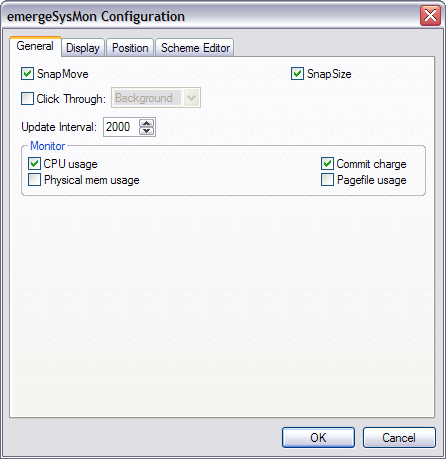 emergeSysMon Configuration
General Display Position Scheme Editor
SnapMove SnapSize
Click Through: Background
Update Interval: 2000
Monitor
CPU usage Commit charge
Physical mem usage Pagefile usage
OK Cancel